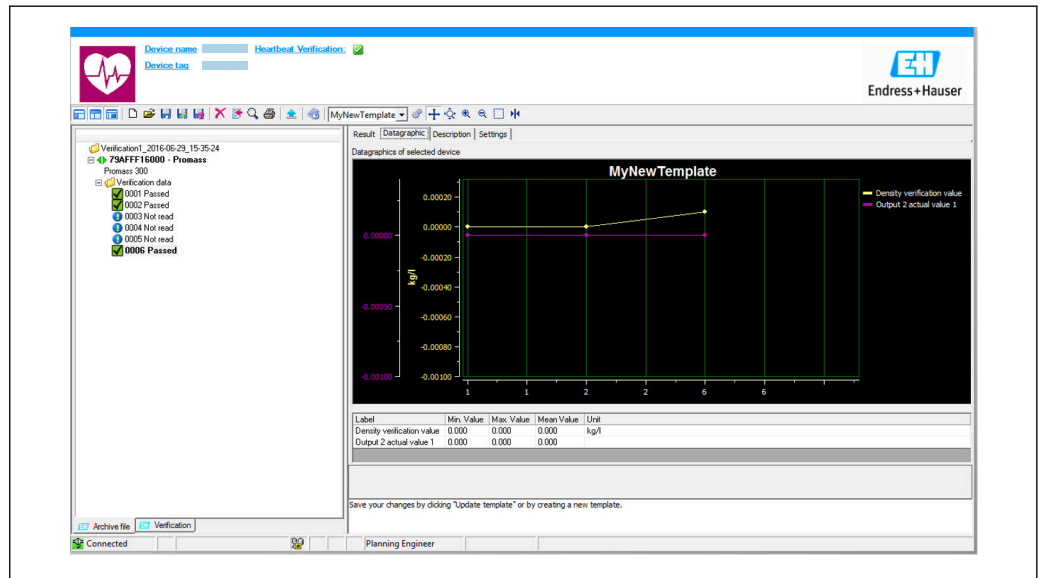 Device name Heartbeat Verification:
Device tag
EH
Endress+Hauser
MyNewTemplate
Result Datagraphic Description Settings
Datagraphics of selected device
Verification1_2016-06-29_15-35-24
79AFFF16000 - Promass
Promass 300
Verification data
0001 Passed
0002 Passed
0003 Not read
0004 Not read
0005 Not read
0006 Passed
MyNewTemplate
Density verification value
Output 2 actual value 1
0.00020
0.00000
-0.00020
-0.00040
-0.00060
-0.00080
-0.00100
0.00000
-0.00050
-0.00100
kg/l
1 1 2 2 6 6
Label Min. Value Max. Value Mean Value Unit
Density verification value 0.000 0.000 0.000 kg/l
Output 2 actual value 1 0.000 0.000 0.000
Save your changes by clicking "Update template" or by creating a new template.
EH Archive file EH Verification
Connected Planning Engineer